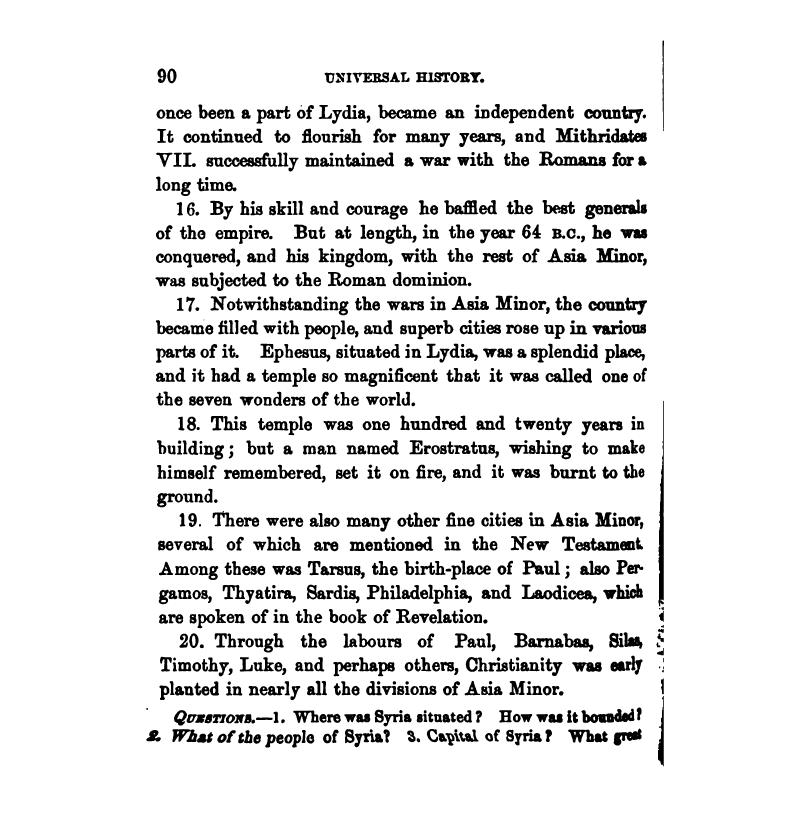 90 UNIVERSAL HISTORY.
once been a part of Lydia, became an independent country.
It continued to flourish for many years, and Mithridates
VII. successfully maintained a war with the Romans for a
long time.
16. By his skill and courage he baffled the best generals
of the empire. But at length, in the year 64 B.C., he was
conquered, and his kingdom, with the rest of Asia Minor,
was subjected to the Roman dominion.
17. Notwithstanding the wars in Asia Minor, the country
became filled with people, and superb cities rose up in various
parts of it. Ephesus, situated in Lydia, was a splendid place,
and it had a temple so magnificent that it was called one of
the seven wonders of the world.
18. This temple was one hundred and twenty years in
building; but a man named Erostratus, wishing to make
himself remembered, set it on fire, and it was burnt to the
ground.
19. There were also many other fine cities in Asia Minor,
several of which are mentioned in the New Testament.
Among these was Tarsus, the birth-place of Paul; also Per-
gamos, Thyatira, Sardis, Philadelphia, and Laodicea, which
are spoken of in the book of Revelation.
20. Through the labours of Paul, Barnabas, Silas,
Timothy, Luke, and perhaps others, Christianity was early
planted in nearly all the divisions of Asia Minor.
QUESTIONS.—1. Where was Syria situated? How was it bounded?
2. What of the people of Syria? 3. Capital of Syria? What great